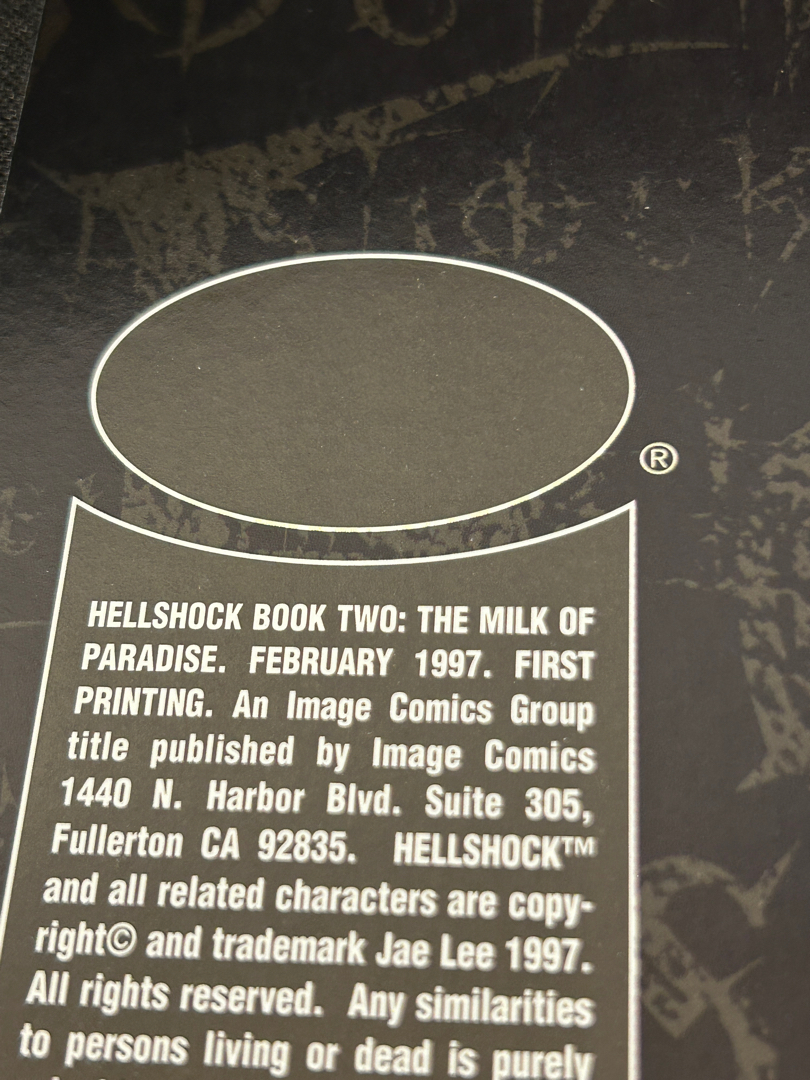 ®
HELLSHOCK BOOK TWO: THE MILK OF
PARADISE. FEBRUARY 1997. FIRST
PRINTING. An Image Comics Group
title published by Image Comics
1440 N. Harbor Blvd. Suite 305,
Fullerton CA 92835. HELLSHOCK™
and all related characters are copy-
right© and trademark Jae Lee 1997.
All rights reserved. Any similarities
to persons living or dead is purely